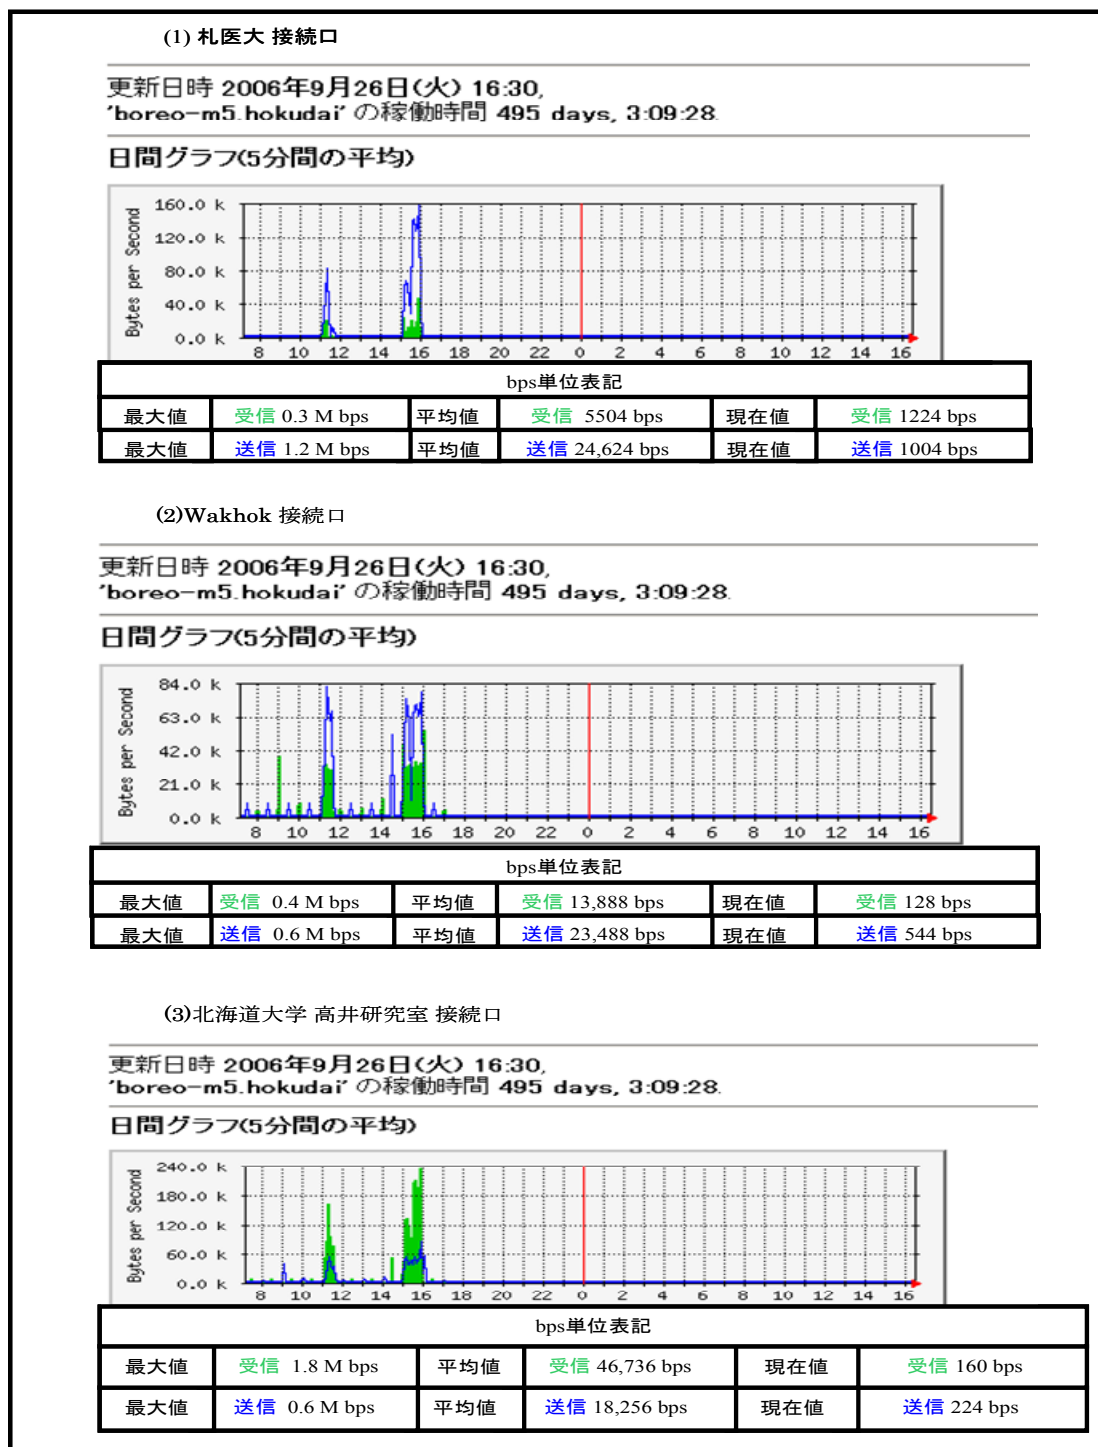 (1) 札医大 接続口
更新日時 2006年9月26日(火) 16:30,
'boreo-m5.hokudai' の稼働時間 495 days, 3:09:28.
日間グラフ(5分間の平均)
Bytes per Second
160.0 k
120.0 k
80.0 k
40.0 k
0.0 k
8 10 12 14 16 18 20 22 0 2 4 6 8 10 12 14 16
bps単位表記
最大値 受信 0.3 M bps 平均値 受信 5504 bps 現在値 受信 1224 bps
最大値 送信 1.2 M bps 平均値 送信 24,624 bps 現在値 送信 1004 bps
(2)Wakhok 接続口
更新日時 2006年9月26日(火) 16:30,
'boreo-m5.hokudai' の稼働時間 495 days, 3:09:28.
日間グラフ(5分間の平均)
Bytes per Second
84.0 k
63.0 k
42.0 k
21.0 k
0.0 k
8 10 12 14 16 18 20 22 0 2 4 6 8 10 12 14 16
bps単位表記
最大値 受信 0.4 M bps 平均値 受信 13,888 bps 現在値 受信 128 bps
最大値 送信 0.6 M bps 平均値 送信 23,488 bps 現在値 送信 544 bps
(3)北海道大学 高井研究室 接続口
更新日時 2006年9月26日(火) 16:30,
'boreo-m5.hokudai' の稼働時間 495 days, 3:09:28.
日間グラフ(5分間の平均)
Bytes per Second
240.0 k
180.0 k
120.0 k
60.0 k
0.0 k
8 10 12 14 16 18 20 22 0 2 4 6 8 10 12 14 16
bps単位表記
最大値 受信 1.8 M bps 平均値 受信 46,736 bps 現在値 受信 160 bps
最大値 送信 0.6 M bps 平均値 送信 18,256 bps 現在値 送信 224 bps